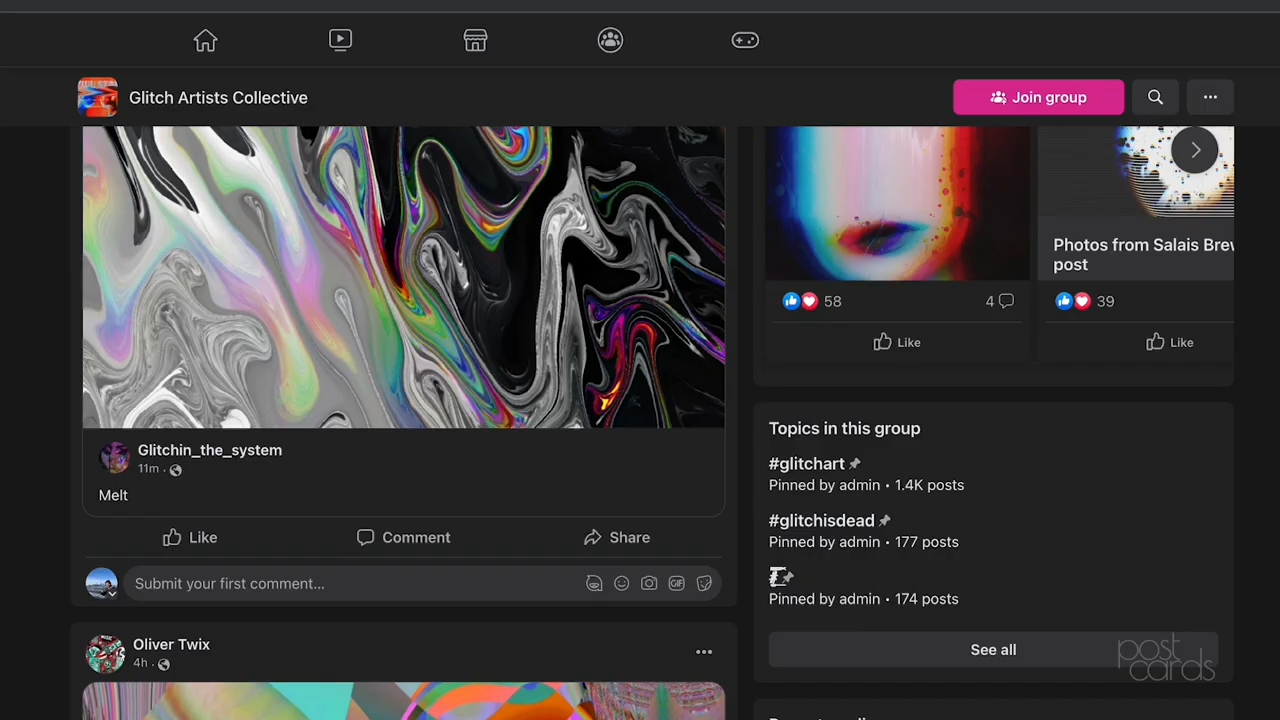 Glitch Artists Collective
Join group
Glitchin_the_system
11m ·
Melt
Like
Comment
Share
Submit your first comment...
GIF
Oliver Twix
4h ·
58
4
Like
Photos from Salais Brev
post
39
Like
Topics in this group
#glitchart
Pinned by admin • 1.4K posts
#glitchisdead
Pinned by admin • 177 posts
Pinned by admin • 174 posts
See all
post
cards